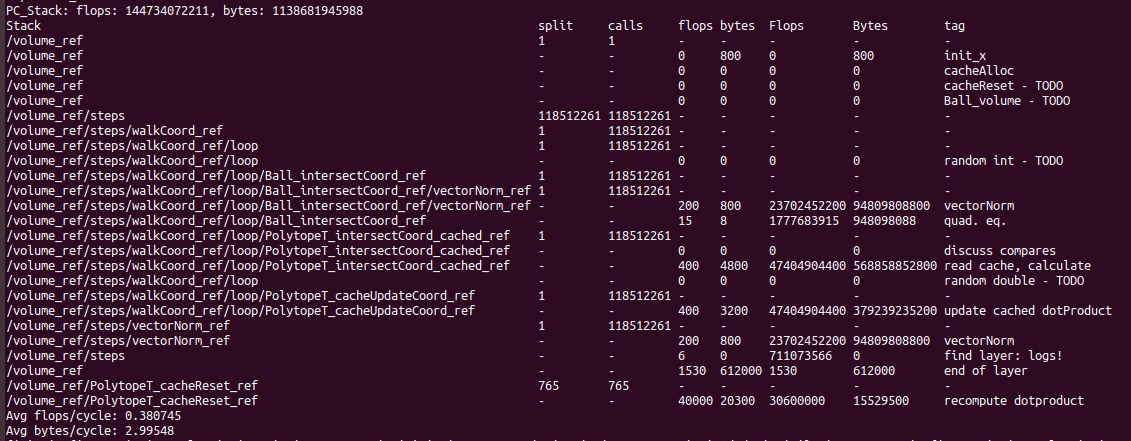 PC_Stack: flops: 144734072211, bytes: 1138681945988
Stack split calls flops bytes Flops Bytes tag
/volume_ref 1 1 - - - - -
/volume_ref - - 0 800 0 800 init_x
/volume_ref - - 0 0 0 0 cacheAlloc
/volume_ref - - 0 0 0 0 cacheReset - TODO
/volume_ref - - 0 0 0 0 Ball_volume - TODO
/volume_ref/steps 118512261 118512261 - - - - -
/volume_ref/steps/walkCoord_ref 1 118512261 - - - - -
/volume_ref/steps/walkCoord_ref/loop 1 118512261 - - - - -
/volume_ref/steps/walkCoord_ref/loop - - 0 0 0 0 random int - TODO
/volume_ref/steps/walkCoord_ref/loop/Ball_intersectCoord_ref 1 118512261 - - - - -
/volume_ref/steps/walkCoord_ref/loop/Ball_intersectCoord_ref/vectorNorm_ref 1 118512261 - - - - -
/volume_ref/steps/walkCoord_ref/loop/Ball_intersectCoord_ref/vectorNorm_ref - - 200 800 23702452200 94809808800 vectorNorm
/volume_ref/steps/walkCoord_ref/loop/Ball_intersectCoord_ref - - 15 8 1777683915 948098088 quad. eq.
/volume_ref/steps/walkCoord_ref/loop/PolytopeT_intersectCoord_cached_ref 1 118512261 - - - - -
/volume_ref/steps/walkCoord_ref/loop/PolytopeT_intersectCoord_cached_ref - - 0 0 0 0 discuss compares
/volume_ref/steps/walkCoord_ref/loop/PolytopeT_intersectCoord_cached_ref - - 400 4800 47404904400 568858852800 read cache, calculate
/volume_ref/steps/walkCoord_ref/loop - - 0 0 0 0 random double - TODO
/volume_ref/steps/walkCoord_ref/loop/PolytopeT_cacheUpdateCoord_ref 1 118512261 - - - - -
/volume_ref/steps/walkCoord_ref/loop/PolytopeT_cacheUpdateCoord_ref - - 400 3200 47404904400 379239235200 update cached dotProduct
/volume_ref/steps/vectorNorm_ref 1 118512261 - - - - -
/volume_ref/steps/vectorNorm_ref - - 200 800 23702452200 94809808800 vectorNorm
/volume_ref/steps - - 6 0 711073566 0 find layer: logs!
/volume_ref - - 1530 612000 1530 612000 end of layer
/volume_ref/PolytopeT_cacheReset_ref 765 765 - - - - -
/volume_ref/PolytopeT_cacheReset_ref - - 40000 20300 30600000 15529500 recompute dotproduct
Avg flops/cycle: 0.380745
Avg bytes/cycle: 2.99548